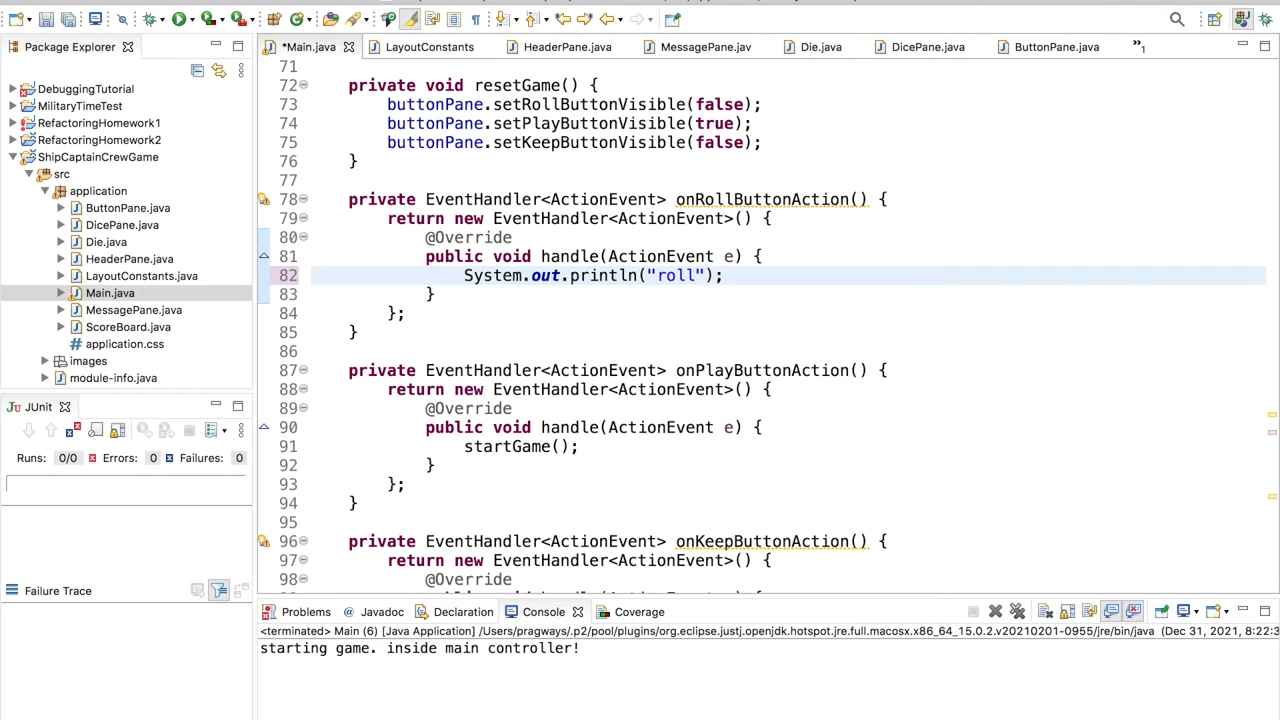 Package Explorer
*Main.java
LayoutConstants
HeaderPane.java
MessagePane.jav
Die.java
DicePane.java
ButtonPane.java
»1
DebuggingTutorial
MilitaryTimeTest
RefactoringHomework1
RefactoringHomework2
ShipCaptainCrewGame
src
application
ButtonPane.java
DicePane.java
Die.java
HeaderPane.java
LayoutConstants.java
Main.java
MessagePane.java
ScoreBoard.java
application.css
images
module-info.java
JUnit
Runs: 0/0 Errors: 0 Failures: 0
Failure Trace
71
72 private void resetGame() {
73 buttonPane.setRollButtonVisible(false);
74 buttonPane.setPlayButtonVisible(true);
75 buttonPane.setKeepButtonVisible(false);
76 }
77
78 private EventHandler<ActionEvent> onRollButtonAction() {
79 return new EventHandler<ActionEvent>() {
80 @Override
81 public void handle(ActionEvent e) {
82 System.out.println("roll");
83 }
84 };
85 }
86
87 private EventHandler<ActionEvent> onPlayButtonAction() {
88 return new EventHandler<ActionEvent>() {
89 @Override
90 public void handle(ActionEvent e) {
91 startGame();
92 }
93 };
94 }
95
96 private EventHandler<ActionEvent> onKeepButtonAction() {
97 return new EventHandler<ActionEvent>() {
98 @Override
Problems @ Javadoc Declaration Console Coverage
<terminated> Main (6) [Java Application] /Users/pragways/.p2/pool/plugins/org.eclipse.justj.openjdk.hotspot.jre.full.macosx.x86_64_15.0.2.v20210201-0955/jre/bin/java (Dec 31, 2021, 8:22:3
starting game. inside main controller!